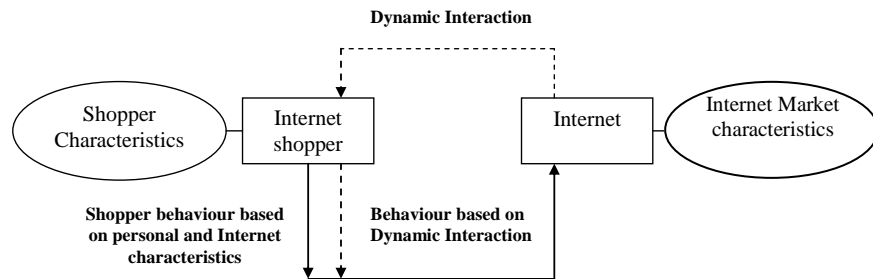 Dynamic Interaction
Shopper
Characteristics
Internet
shopper
Internet
Internet Market
characteristics
Shopper behaviour based
on personal and Internet
characteristics
Behaviour based on
Dynamic Interaction